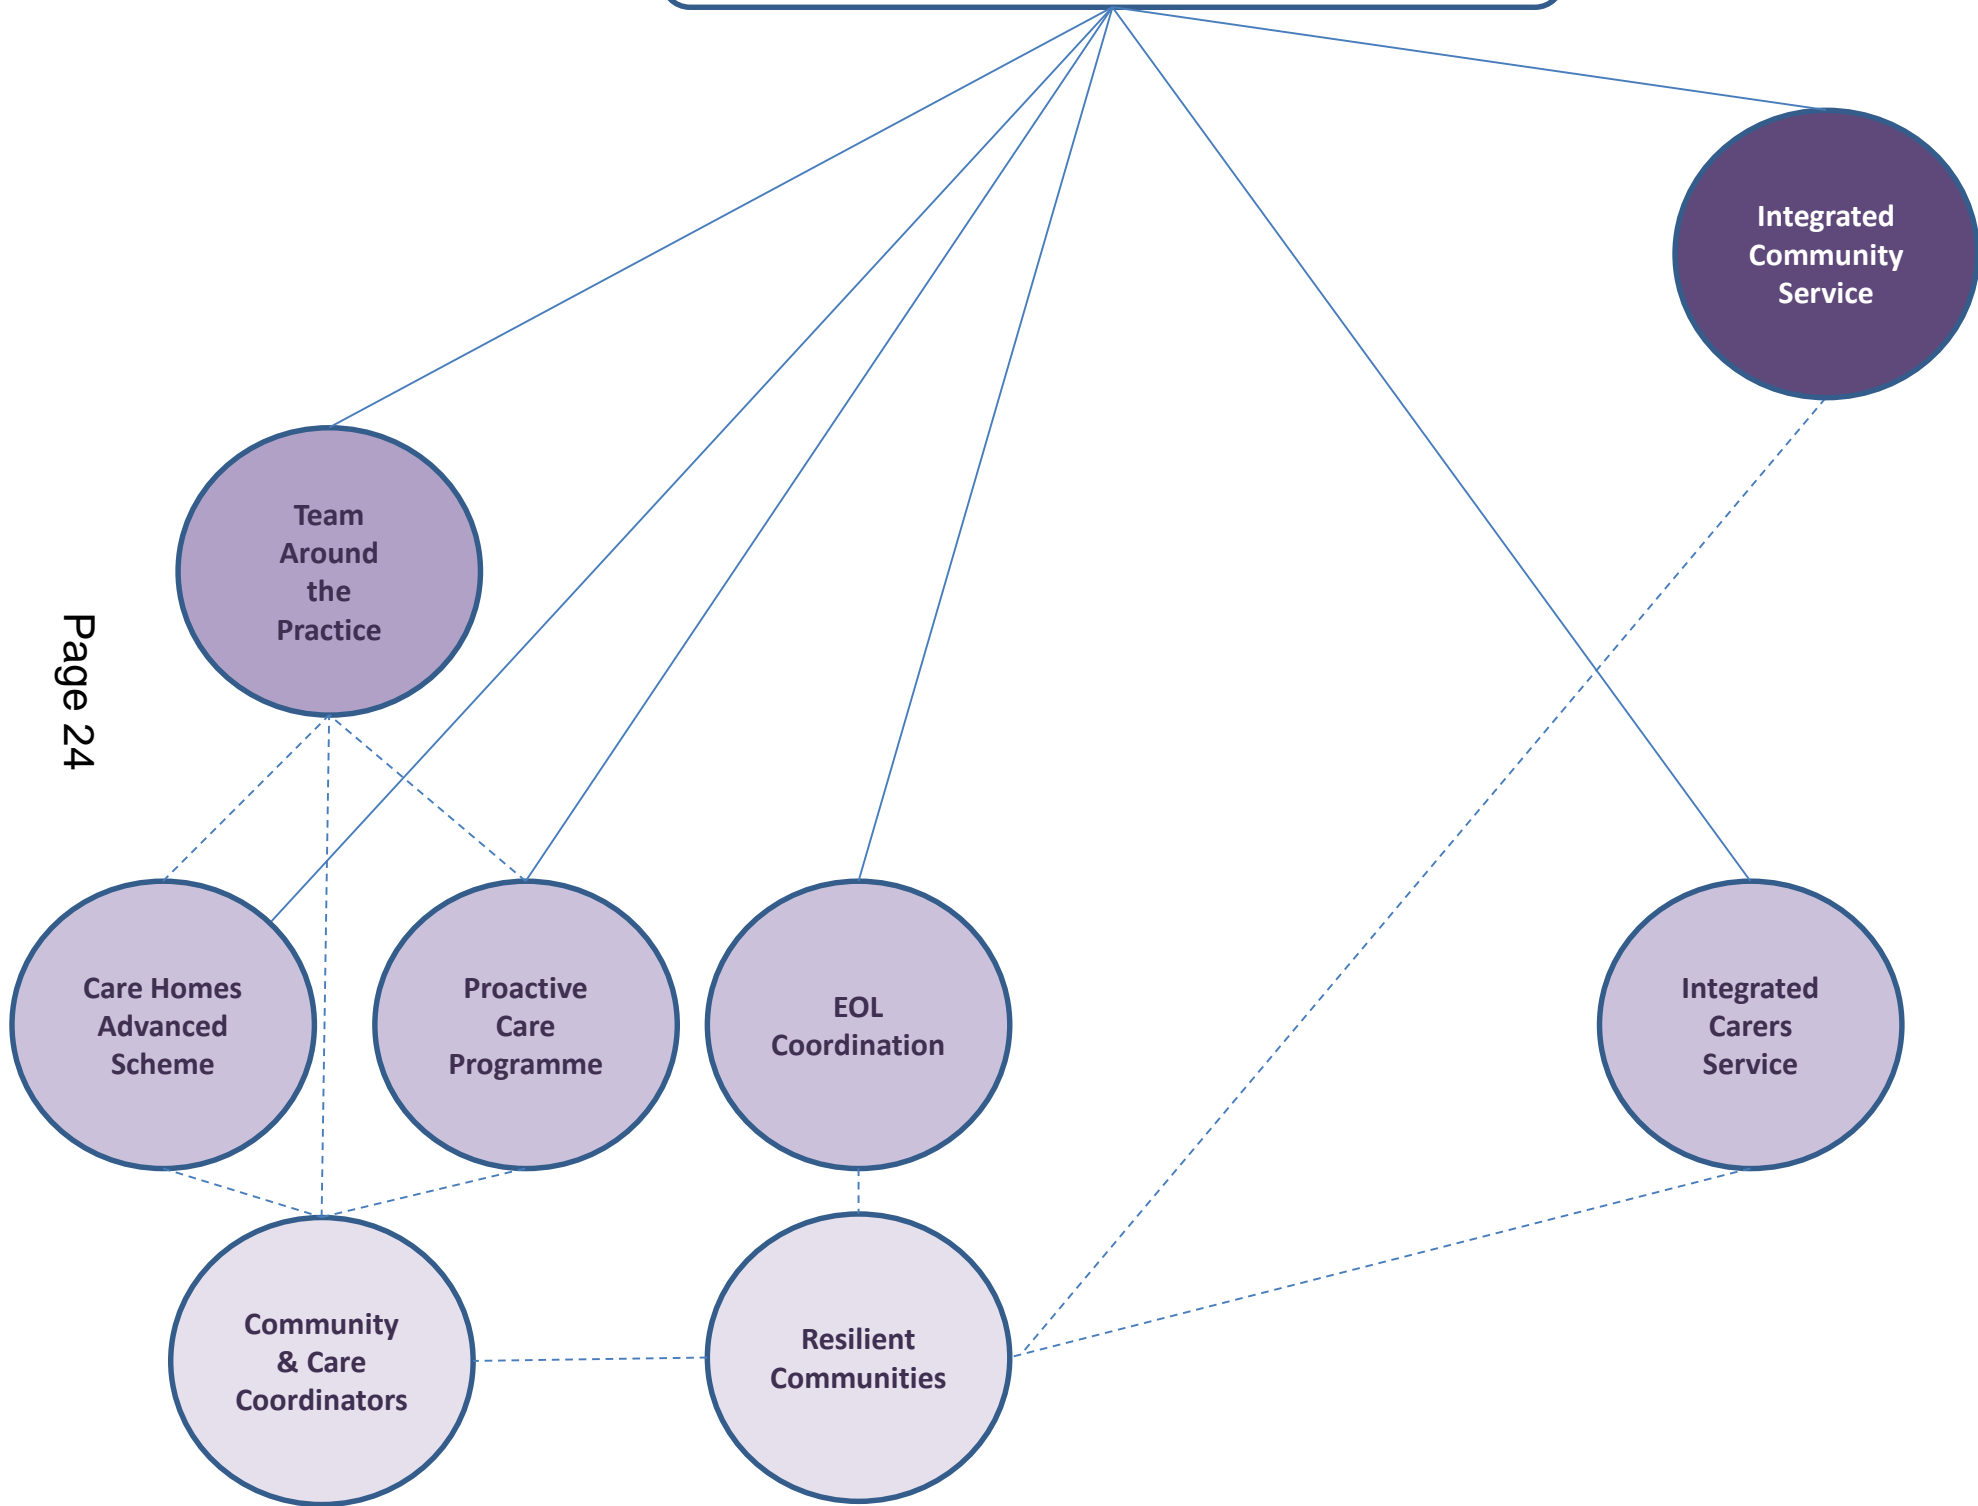 Integrated
Community
Service
Team
Around
the
Practice
Page 24
Care Homes
Advanced
Scheme
Proactive
Care
Programme
EOL
Coordination
Integrated
Carers
Service
Community
& Care
Coordinators
Resilient
Communities